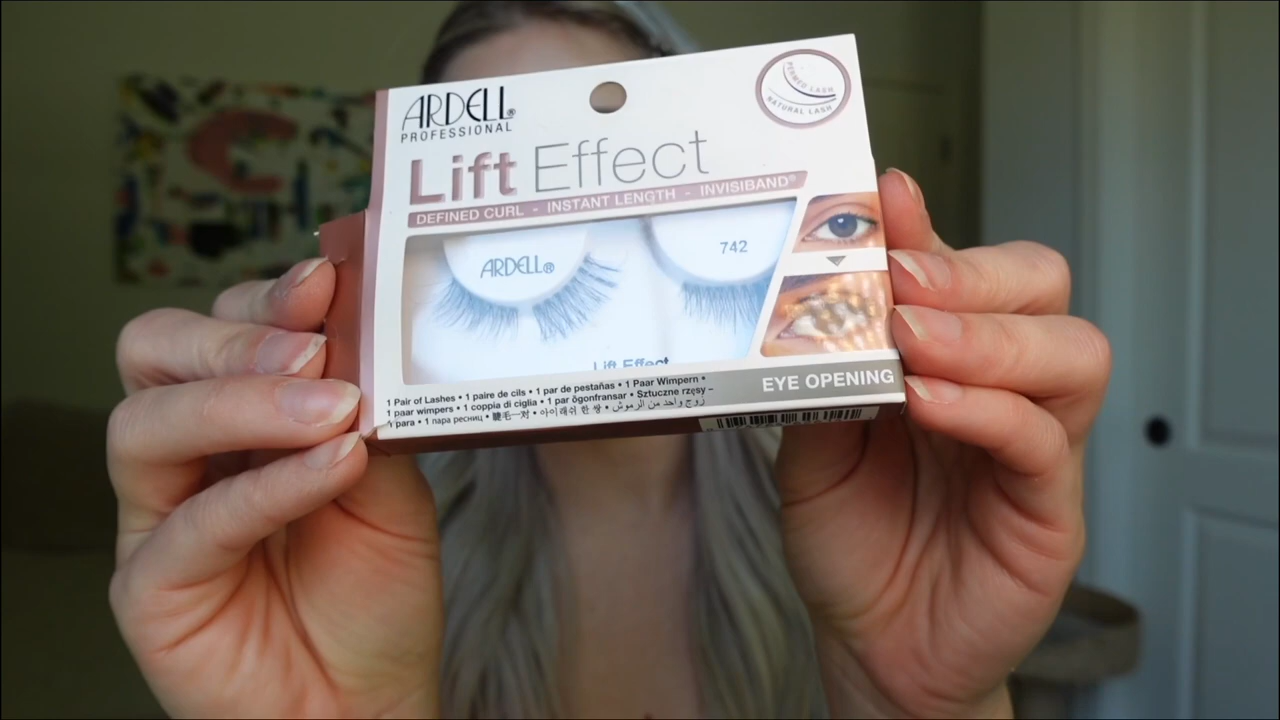 ARDELL®
PROFESSIONAL
PERMED LASH
NATURAL LASH
Lift Effect
DEFINED CURL - INSTANT LENGTH - INVISIBAND®
ARDELL®
742
Lift Effect
1 Pair of Lashes • 1 paire de cils • 1 par de pestañas • 1 Paar Wimpern •
1 paar wimpers • 1 coppia di ciglia • 1 par ögonfransar • Sztuczne rzęsy -
1 para • 1 пара ресниц • 睫毛一对 • 아이래쉬 한 쌍 • زوج واحد من الرموش
EYE OPENING